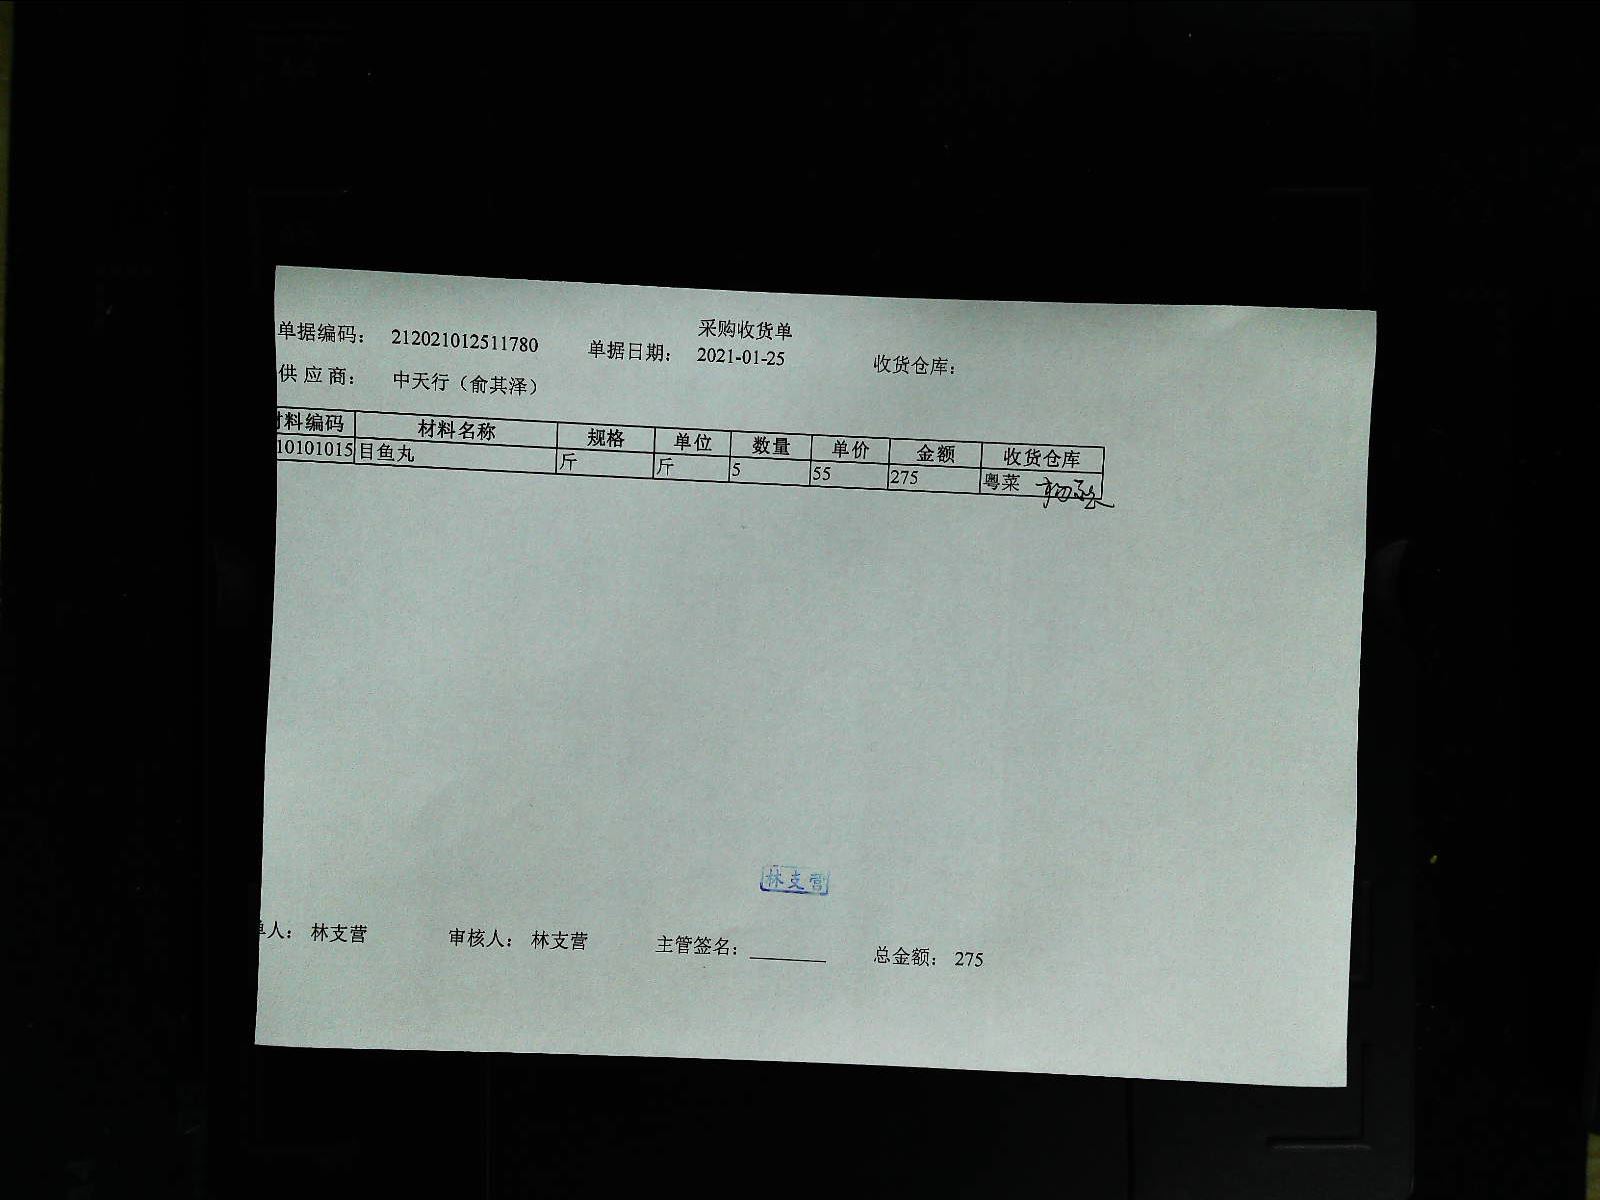 采购收货单
单据编码： 212021012511780 单据日期： 2021-01-25 收货仓库：
供 应 商： 中天行（俞其泽）
材料编码 材料名称 规格 单位 数量 单价 金额 收货仓库
10101015 目鱼丸 斤 斤 5 55 275 粤菜
林支营
单人： 林支营 审核人： 林支营 主管签名： 总金额： 275